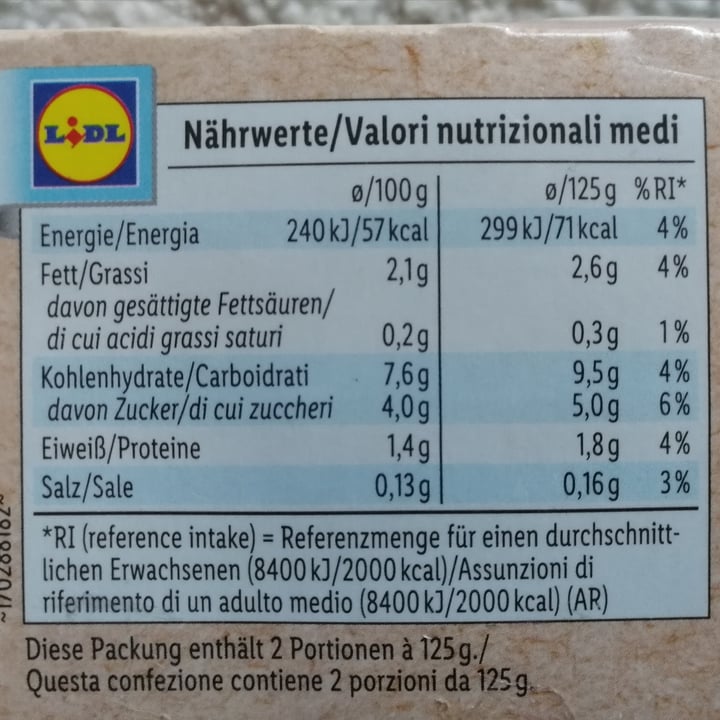 LIDL
Nährwerte/Valori nutrizionali medi
ø/100g ø/125g %RI*
Energie/Energia 240kJ/57kcal 299kJ/71kcal 4%
Fett/Grassi 2,1g 2,6g 4%
davon gesättigte Fettsäuren/
di cui acidi grassi saturi 0,2g 0,3g 1%
Kohlenhydrate/Carboidrati 7,6g 9,5g 4%
davon Zucker/di cui zuccheri 4,0g 5,0g 6%
Eiweiß/Proteine 1,4g 1,8g 4%
Salz/Sale 0,13g 0,16g 3%
*RI (reference intake) = Referenzmenge für einen durchschnitt-
lichen Erwachsenen (8400kJ/2000kcal)/Assunzioni di
riferimento di un adulto medio (8400kJ/2000kcal) (AR)
Diese Packung enthält 2 Portionen à 125g./
Questa confezione contiene 2 porzioni da 125g.